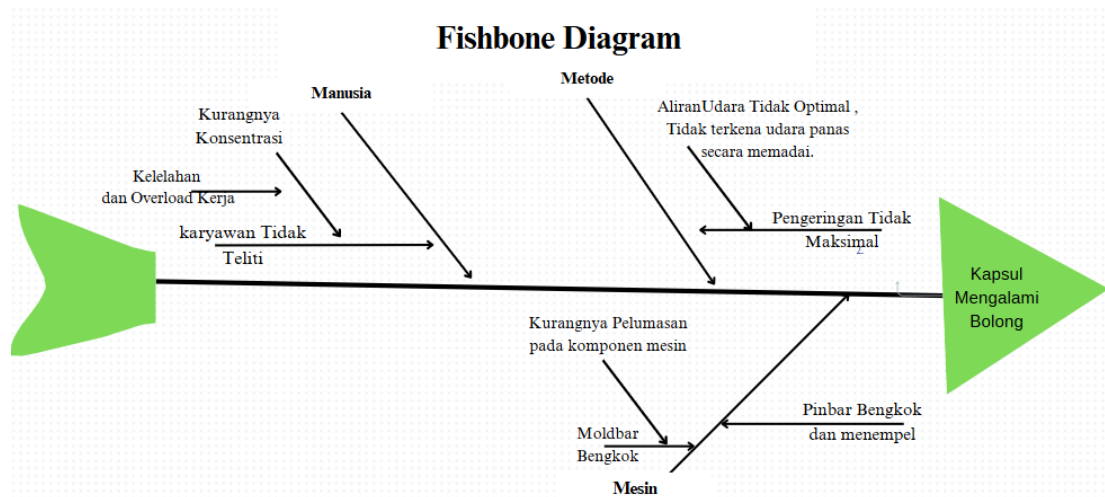 Fishbone Diagram
Manusia
Kurangnya
Konsentrasi
Kelelahan
dan Overload Kerja
karyawan Tidak
Teliti
Metode
AliranUdara Tidak Optimal ,
Tidak terkena udara panas
secara memadai.
Pengeringan Tidak
Maksimal
Kapsul
Mengalami
Bolong
Kurangnya Pelumasan
pada komponen mesin
Moldbar
Bengkok
Pinbar Bengkok
dan menempel
Mesin